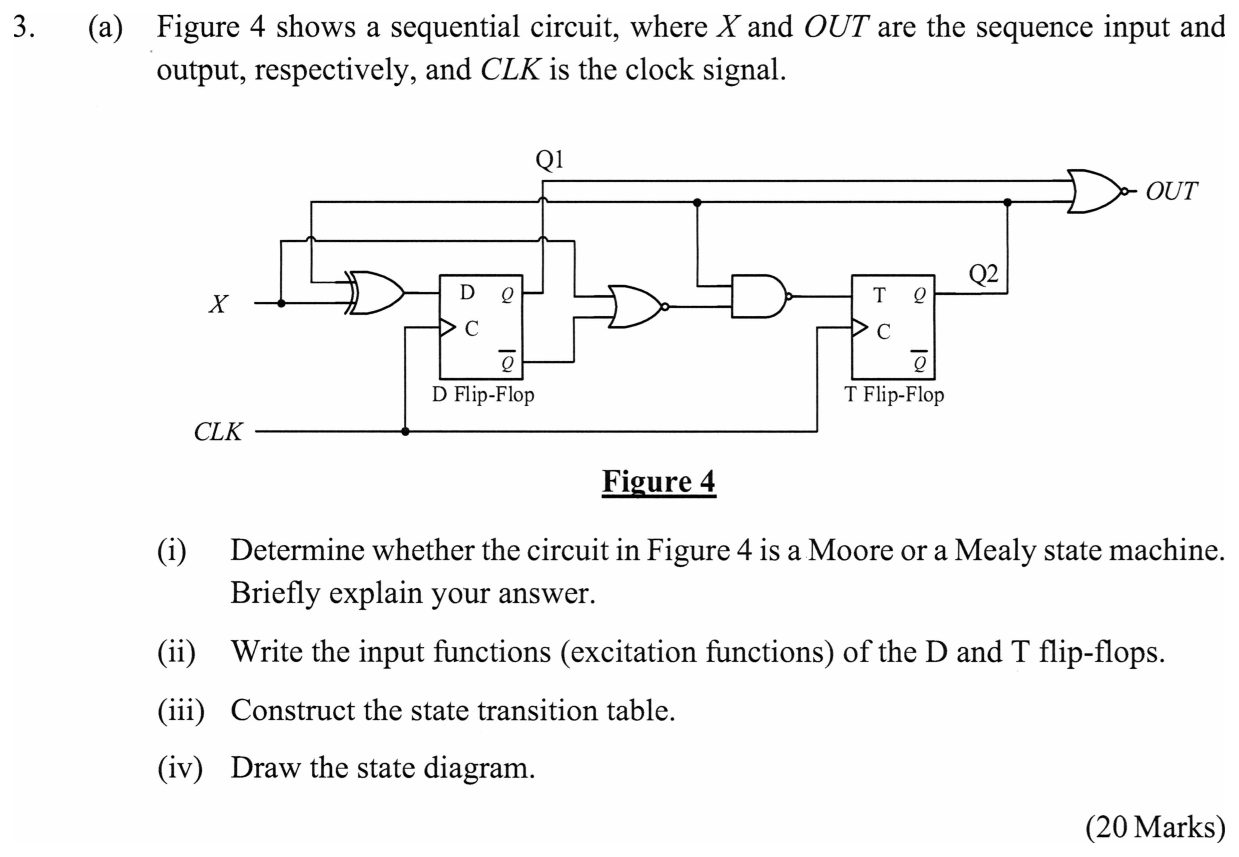 3. (a) Figure 4 shows a sequential circuit, where X and OUT are the sequence input and
output, respectively, and CLK is the clock signal.
Q1
OUT
Q2
X
D Q
C
Q̅
D Flip-Flop
T Q
C
Q̅
T Flip-Flop
CLK
Figure 4
(i) Determine whether the circuit in Figure 4 is a Moore or a Mealy state machine.
Briefly explain your answer.
(ii) Write the input functions (excitation functions) of the D and T flip-flops.
(iii) Construct the state transition table.
(iv) Draw the state diagram.
(20 Marks)